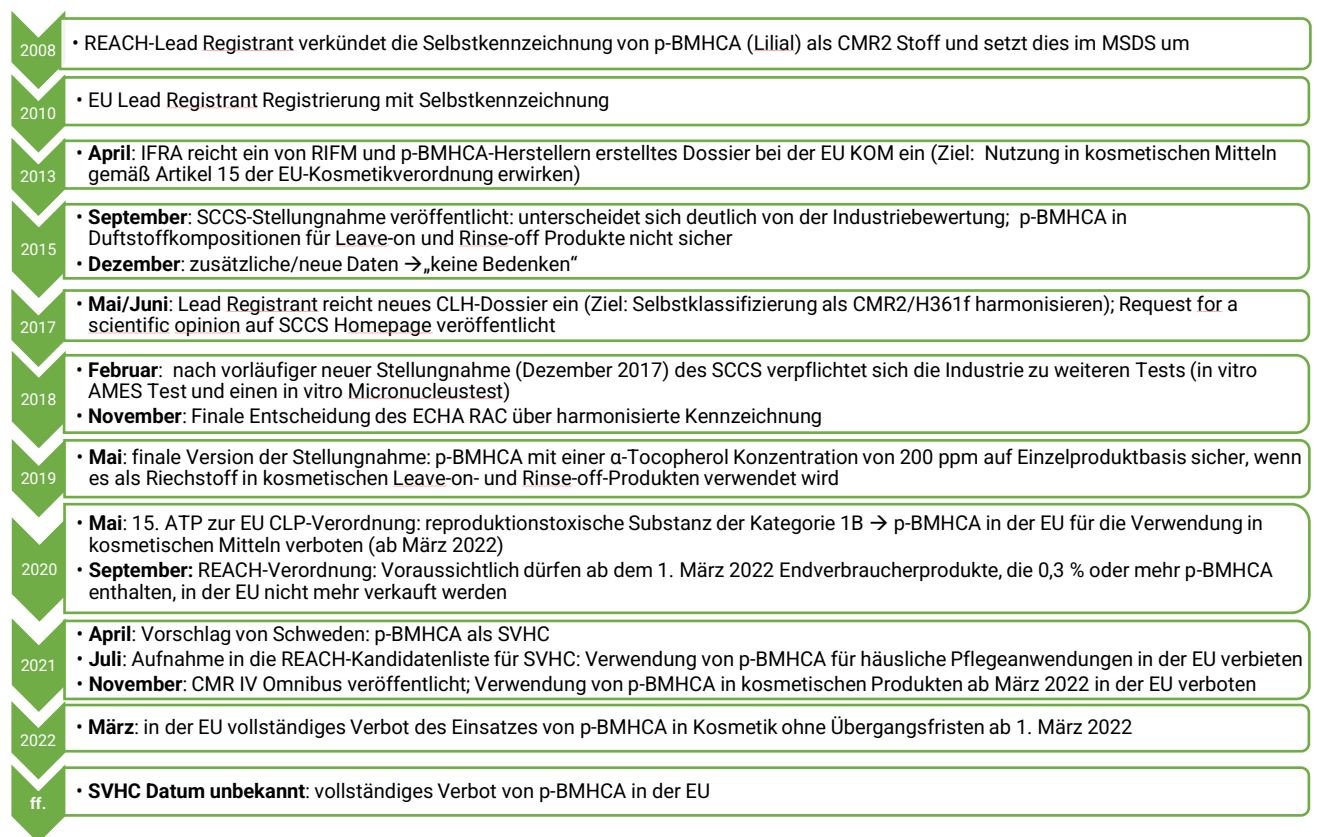 2008
• REACH-Lead Registrant verkündet die Selbstkennzeichnung von p-BMHCA (Lilial) als CMR2 Stoff und setzt dies im MSDS um
2010
• EU Lead Registrant Registrierung mit Selbstkennzeichnung
2013
• April: IFRA reicht ein von RIFM und p-BMHCA-Herstellern erstelltes Dossier bei der EU KOM ein (Ziel:  Nutzung in kosmetischen Mitteln
gemäß Artikel 15 der EU-Kosmetikverordnung erwirken)
2015
• September: SCCS-Stellungnahme veröffentlicht: unterscheidet sich deutlich von der Industriebewertung;  p-BMHCA in
Duftstoffkompositionen für Leave-on und Rinse-off Produkte nicht sicher
• Dezember: zusätzliche/neue Daten →„keine Bedenken“
2017
• Mai/Juni: Lead Registrant reicht neues CLH-Dossier ein (Ziel: Selbstklassifizierung als CMR2/H361f harmonisieren); Request for a
scientific opinion auf SCCS Homepage veröffentlicht
2018
• Februar:  nach vorläufiger neuer Stellungnahme (Dezember 2017) des SCCS verpflichtet sich die Industrie zu weiteren Tests (in vitro
AMES Test und einen in vitro Micronucleustest)
• November: Finale Entscheidung des ECHA RAC über harmonisierte Kennzeichnung
2019
• Mai: finale Version der Stellungnahme: p-BMHCA mit einer α-Tocopherol Konzentration von 200 ppm auf Einzelproduktbasis sicher, wenn
es als Riechstoff in kosmetischen Leave-on- und Rinse-off-Produkten verwendet wird
2020
• Mai: 15. ATP zur EU CLP-Verordnung: reproduktionstoxische Substanz der Kategorie 1B → p-BMHCA in der EU für die Verwendung in
kosmetischen Mitteln verboten (ab März 2022)
• September: REACH-Verordnung: Voraussichtlich dürfen ab dem 1. März 2022 Endverbraucherprodukte, die 0,3 % oder mehr p-BMHCA
enthalten, in der EU nicht mehr verkauft werden
2021
• April: Vorschlag von Schweden: p-BMHCA als SVHC
• Juli: Aufnahme in die REACH-Kandidatenliste für SVHC: Verwendung von p-BMHCA für häusliche Pflegeanwendungen in der EU verbieten
• November: CMR IV Omnibus veröffentlicht; Verwendung von p-BMHCA in kosmetischen Produkten ab März 2022 in der EU verboten
2022
• März: in der EU vollständiges Verbot des Einsatzes von p-BMHCA in Kosmetik ohne Übergangsfristen ab 1. März 2022
ff.
• SVHC Datum unbekannt: vollständiges Verbot von p-BMHCA in der EU